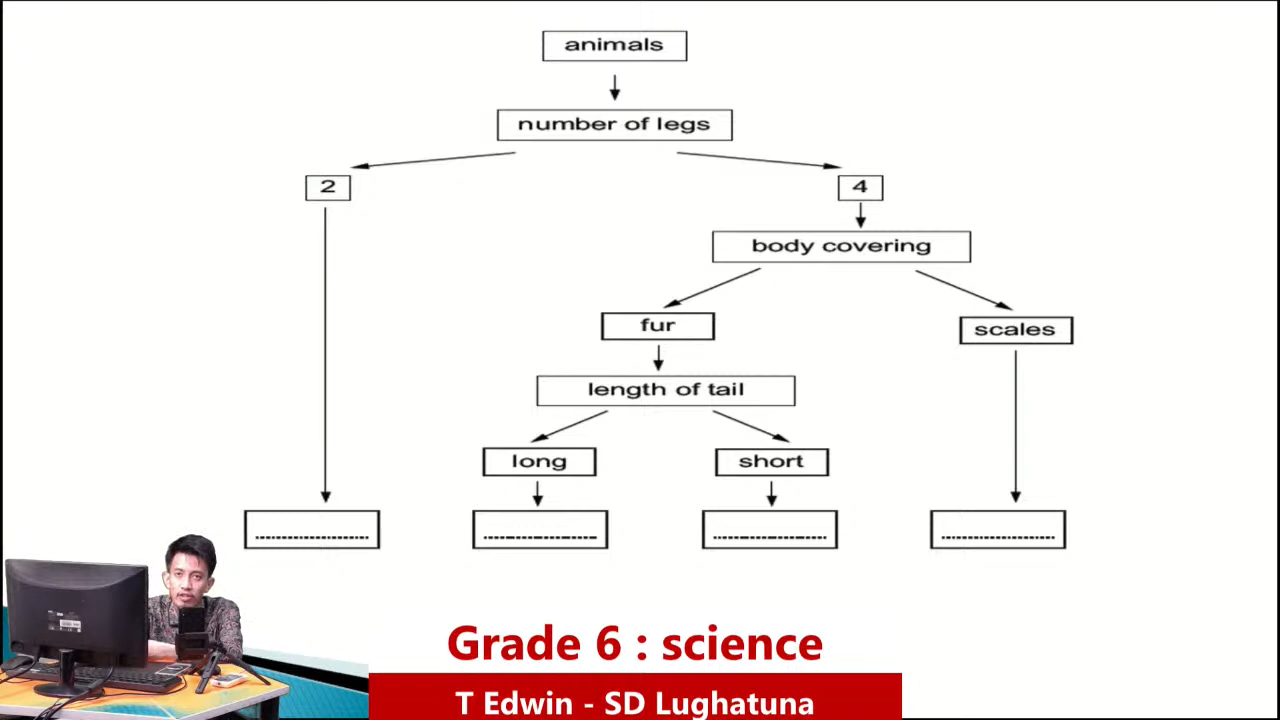 animals
number of legs
2
4
body covering
fur
scales
length of tail
long
short
Grade 6 : science
T Edwin - SD Lughatuna